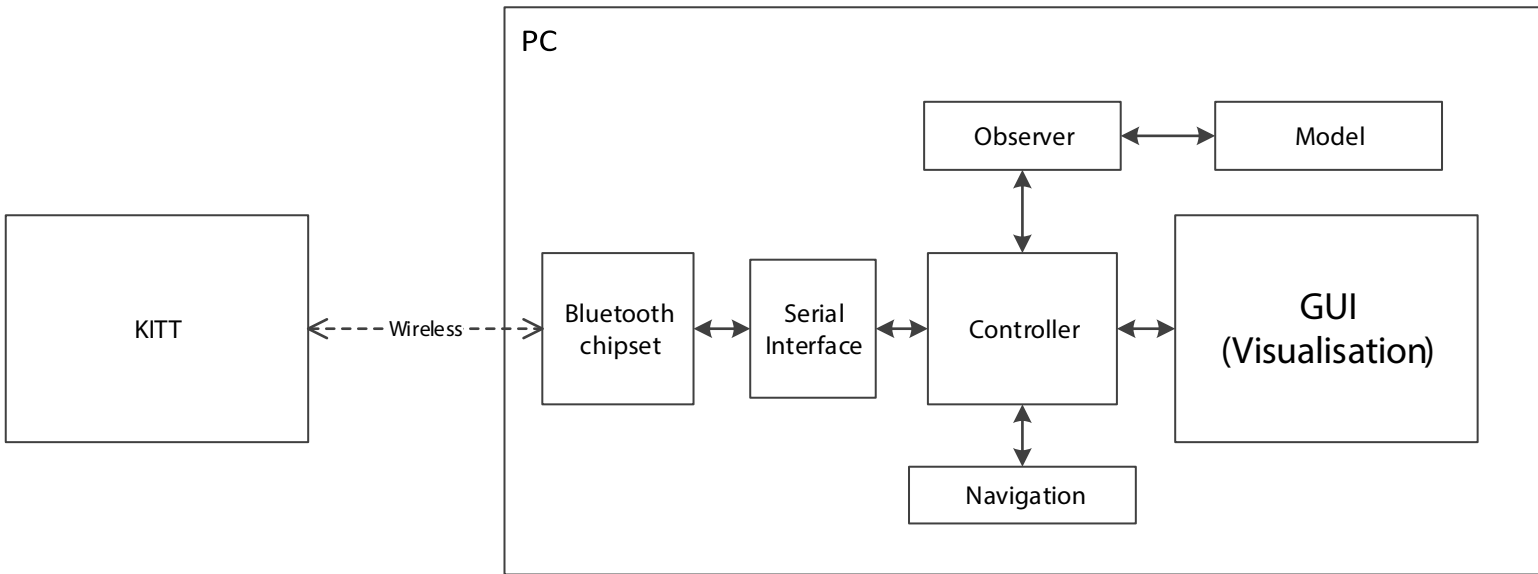 PC
Observer
Model
KITT
Wireless
Bluetooth
chipset
Serial
Interface
Controller
GUI
(Visualisation)
Navigation